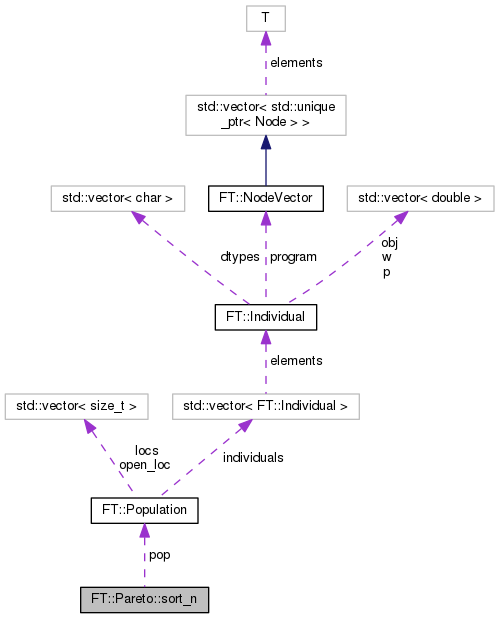 T
elements
std::vector< std::unique
_ptr< Node > >
std::vector< char >
FT::NodeVector
std::vector< double >
dtypes
program
obj
w
p
FT::Individual
elements
std::vector< size_t >
std::vector< FT::Individual >
locs
open_loc
individuals
FT::Population
pop
FT::Pareto::sort_n